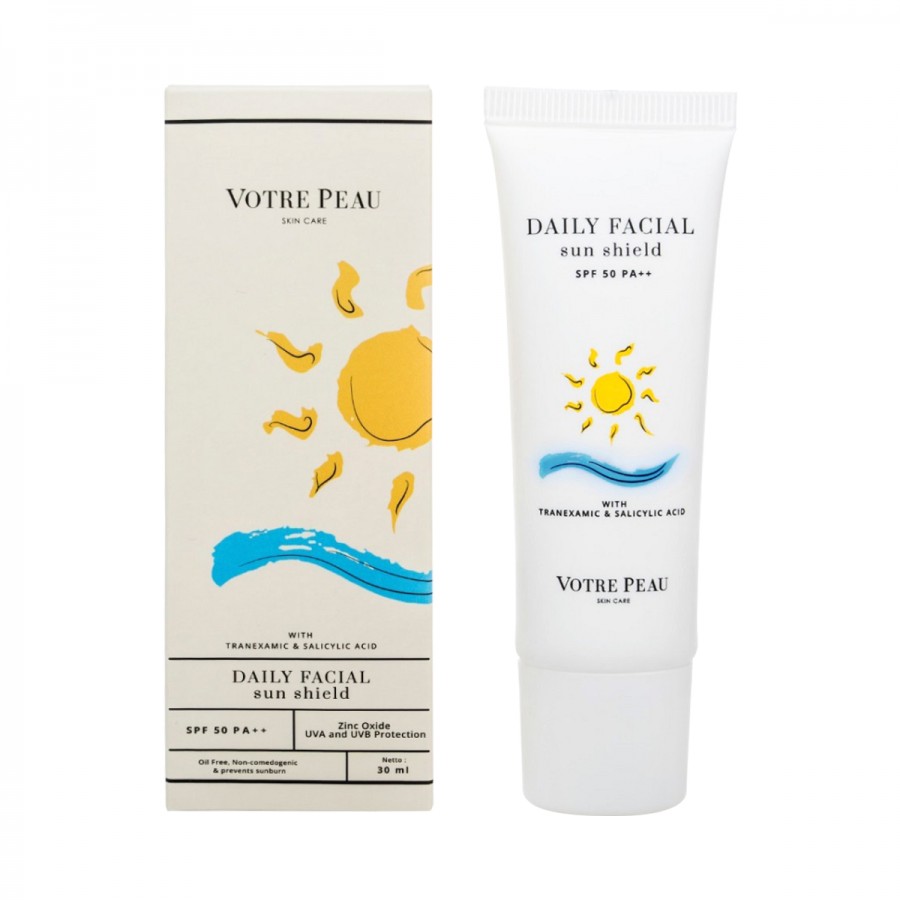 VOTRE PEAU
SKIN CARE
WITH
TRANEXAMIC & SALICYLIC ACID
DAILY FACIAL
sun shield
SPF 50 PA++
Zinc Oxide
UVA and UVB Protection
Oil Free, Non-comedogenic
& prevents sunburn
Netto :
30 ml
DAILY FACIAL
sun shield
SPF 50 PA++
WITH
TRANEXAMIC & SALICYLIC ACID
VOTRE PEAU
SKIN CARE